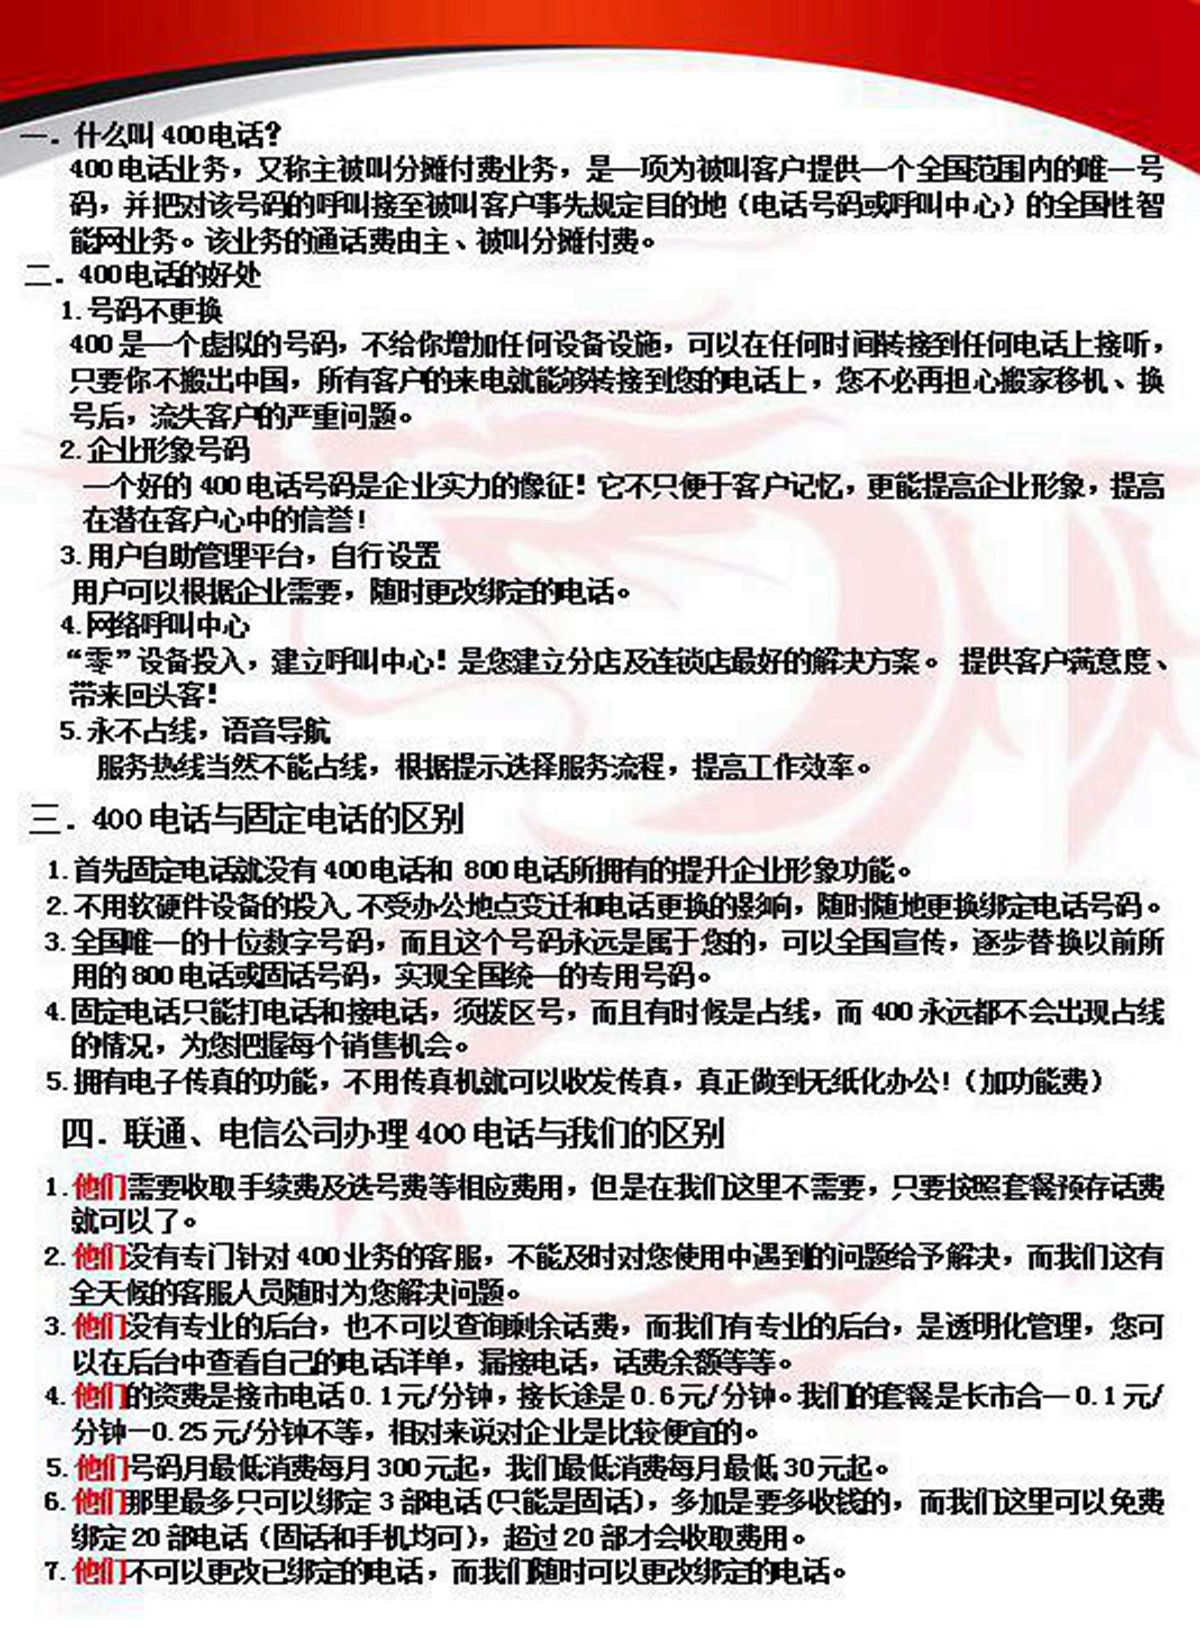 一．什么叫 400 电话？
400 电话业务，又称主被叫分摊付费业务，是一项为被叫客户提供一个全国范围内的唯一号
码，并把对该号码的呼叫接至被叫客户事先规定目的地（电话号码或呼叫中心）的全国性智
能网业务。该业务的通话费由主、被叫分摊付费。
二．400 电话的好处
1. 号码不更换
400 是一个虚拟的号码，不给你增加任何设备设施，可以在任何时间转接到任何电话上接听，
只要你不搬出中国，所有客户的来电就能够转接到您的电话上，您不必再担心搬家移机、换
号后，流失客户的严重问题。
2. 企业形象号码
一个好的 400 电话号码是企业实力的像征！它不只便于客户记忆，更能提高企业形象，提高
在潜在客户心中的信誉！
3. 用户自助管理平台，自行设置
用户可以根据企业需要，随时更改绑定的电话。
4. 网络呼叫中心
“零”设备投入，建立呼叫中心！是您建立分店及连锁店最好的解决方案。 提供客户满意度、
带来回头客！
5. 永不占线，语音导航
服务热线当然不能占线，根据提示选择服务流程，提高工作效率。
三．400 电话与固定电话的区别
1. 首先固定电话就没有 400 电话和 800 电话所拥有的提升企业形象功能。
2. 不用软硬件设备的投入, 不受办公地点变迁和电话更换的影响，随时随地更换绑定电话号码。
3. 全国唯一的十位数字号码，而且这个号码永远是属于您的，可以全国宣传，逐步替换以前所
用的 800 电话或固话号码，实现全国统一的专用号码。
4. 固定电话只能打电话和接电话，须拨区号，而且有时候是占线，而 400 永远都不会出现占线
的情况，为您把握每个销售机会。
5. 拥有电子传真的功能，不用传真机就可以收发传真，真正做到无纸化办公！（加功能费）
四．联通、电信公司办理 400 电话与我们的区别
1. 他们需要收取手续费及选号费等相应费用，但是在我们这里不需要，只要按照套餐预存话费
就可以了。
2. 他们没有专门针对 400 业务的客服，不能及时对您使用中遇到的问题给予解决，而我们这有
全天候的客服人员随时为您解决问题。
3. 他们没有专业的后台，也不可以查询剩余话费，而我们有专业的后台，是透明化管理，您可
以在后台中查看自己的电话详单，漏接电话，话费余额等等。
4. 他们的资费是接市电话 0.1 元/分钟，接长途是 0.6 元/分钟。我们的套餐是长市合一 0.1 元/
分钟—0.25 元/分钟不等，相对来说对企业是比较便宜的。
5. 他们号码月最低消费每月 300 元起，我们最低消费每月最低 30 元起。
6. 他们那里最多只可以绑定 3 部电话（只能是固话），多加是要多收钱的，而我们这里可以免费
绑定 20 部电话（固话和手机均可），超过 20 部才会收取费用。
7. 他们不可以更改已绑定的电话，而我们随时可以更改绑定的电话。